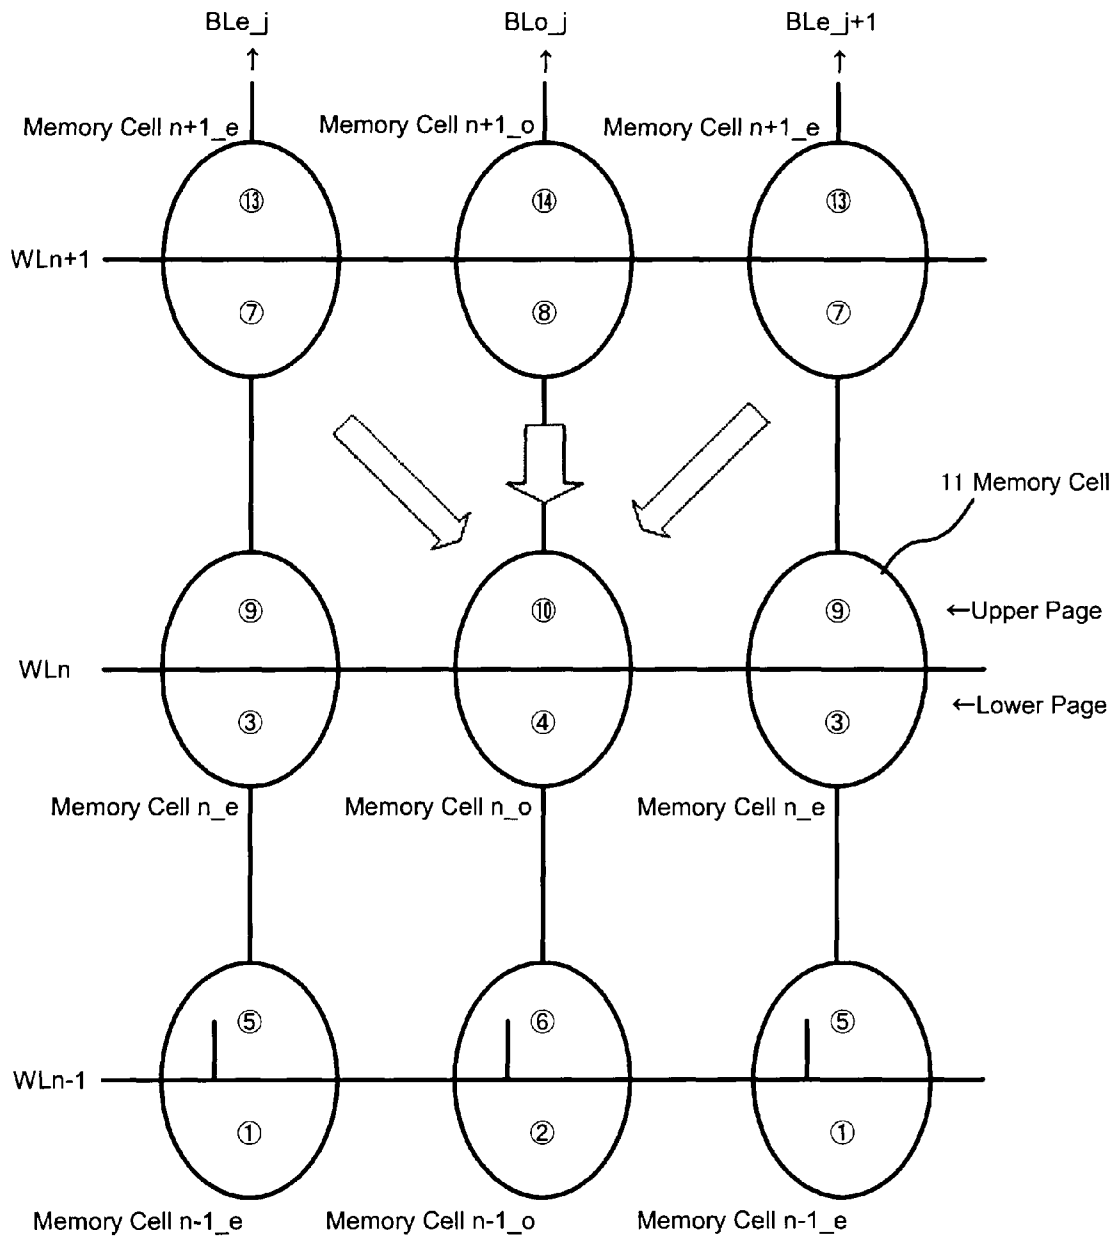 BLe_j BLo_j BLe_j+1
↑ ↑ ↑
Memory Cell n+1_e Memory Cell n+1_o Memory Cell n+1_e
⑬ ⑭ ⑬
WLn+1
⑦ ⑧ ⑦
11 Memory Cell
⑨ ⑩ ⑨ ←Upper Page
WLn
③ ④ ③ ←Lower Page
Memory Cell n_e Memory Cell n_o Memory Cell n_e
⑤ ⑥ ⑤
WLn-1
① ② ①
Memory Cell n-1_e Memory Cell n-1_o Memory Cell n-1_e